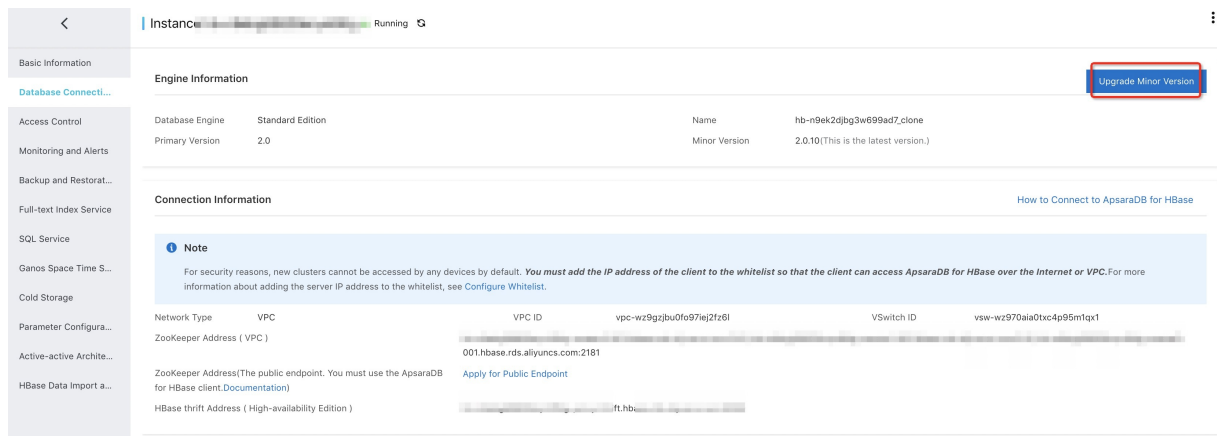 Instance Running
Basic Information
Database Connecti...
Access Control
Monitoring and Alerts
Backup and Restorat...
Full-text Index Service
SQL Service
Ganos Space Time S...
Cold Storage
Parameter Configura...
Active-active Archite...
HBase Data Import a...
Engine Information
Upgrade Minor Version
Database Engine Standard Edition Name hb-n9ek2djbg3w699ad7_clone
Primary Version 2.0 Minor Version 2.0.10(This is the latest version.)
Connection Information How to Connect to ApsaraDB for HBase
Note
For security reasons, new clusters cannot be accessed by any devices by default. You must add the IP address of the client to the whitelist so that the client can access ApsaraDB for HBase over the Internet or VPC.For more
information about adding the server IP address to the whitelist, see Configure Whitelist.
Network Type VPC VPC ID vpc-wz9gzjbu0fo97iej2fz6l VSwitch ID vsw-wz970aia0txc4p95m1qx1
ZooKeeper Address ( VPC )
001.hbase.rds.aliyuncs.com:2181
ZooKeeper Address(The public endpoint. You must use the ApsaraDB Apply for Public Endpoint
for HBase client.Documentation)
HBase thrift Address ( High-availability Edition ) ft.hba